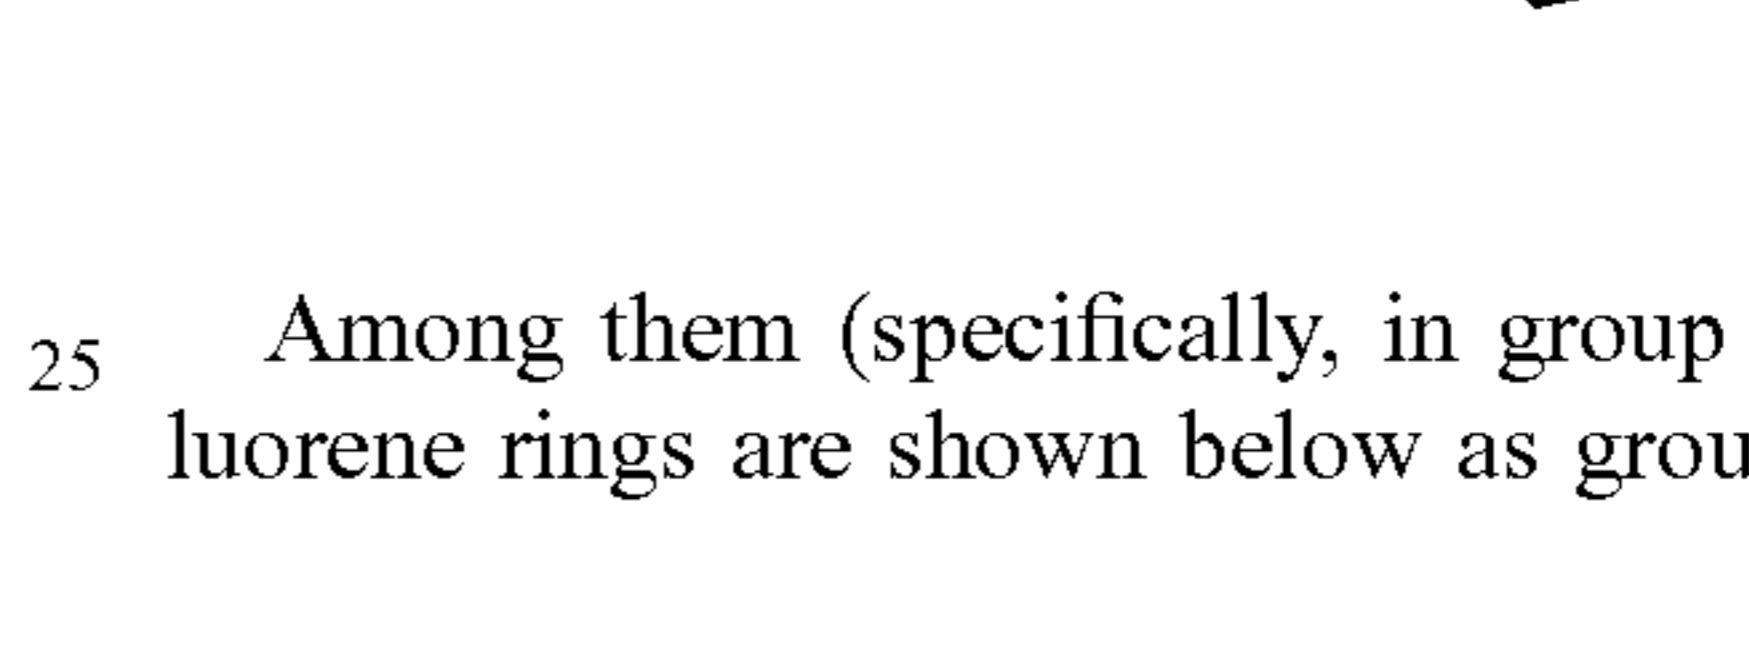 25 Among them (specifically, in group
luorene rings are shown below as grou